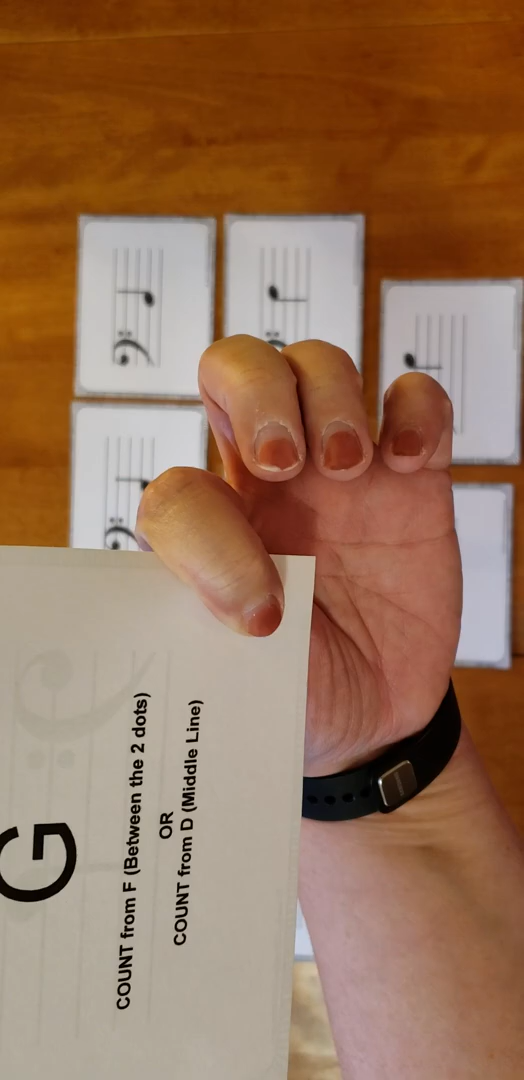 G
COUNT from F (Between the 2 dots)
OR
COUNT from D (Middle Line)